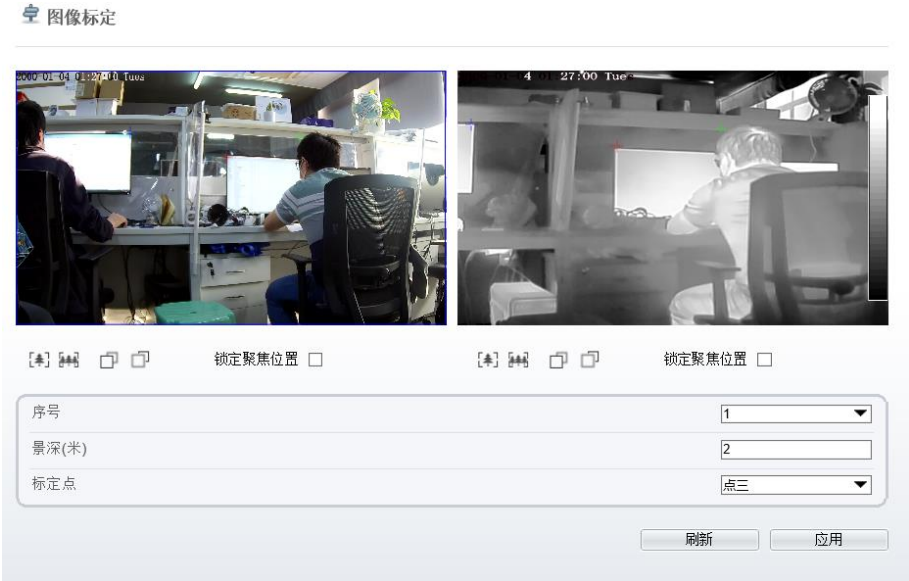 图像标定
2000-01-04 01:27:00 Tues
4 01:27:00 Tue
锁定聚焦位置
锁定聚焦位置
序号 1
景深(米) 2
标定点 点三
刷新 应用